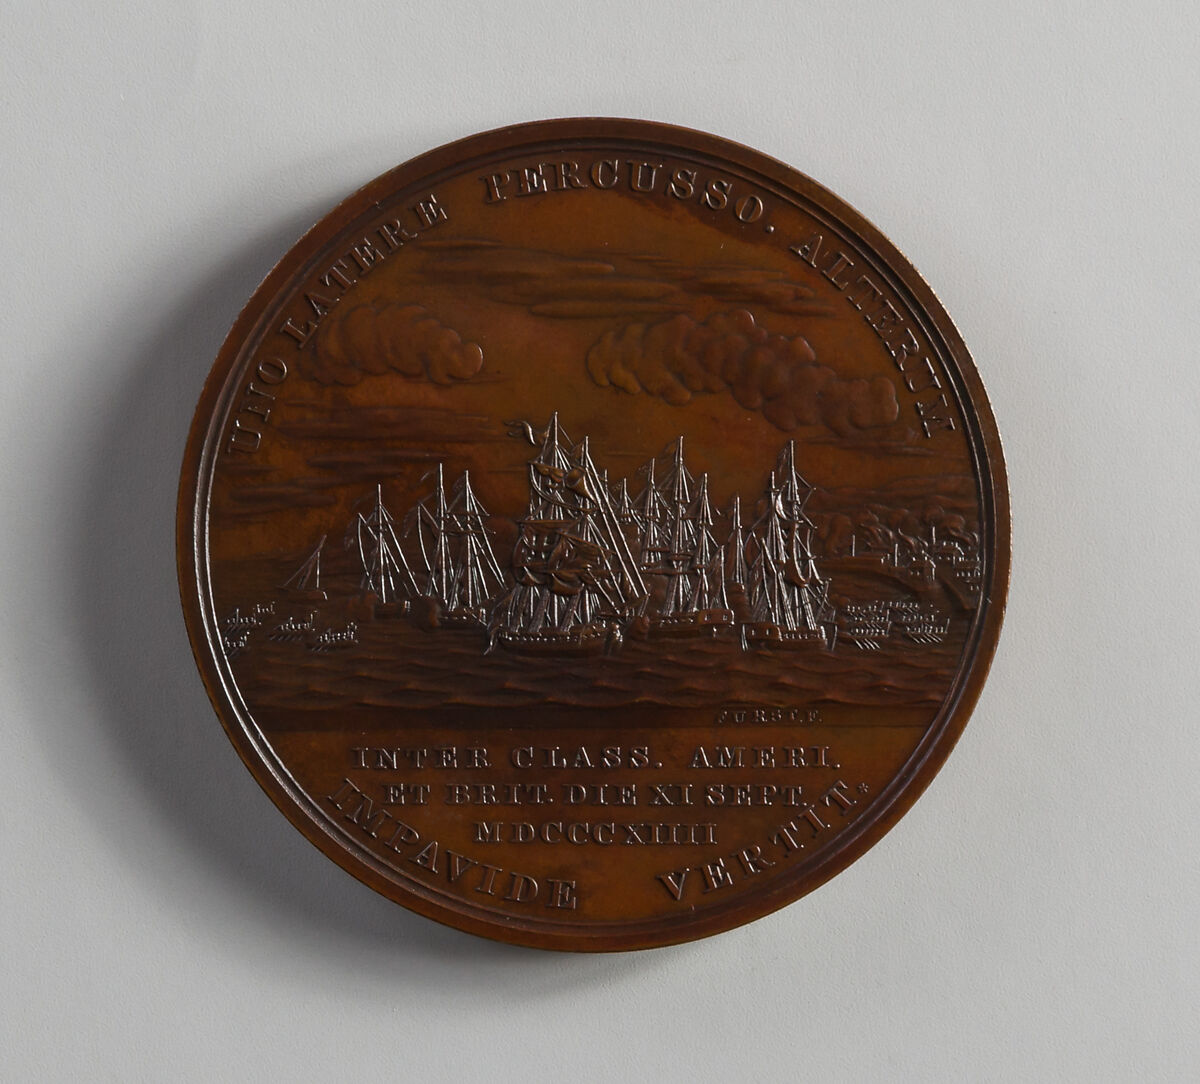 UNO LATERE PERCUSSO. ALTERUM
IMPAVIDE VERTIT*
FURST. F.
INTER CLASS. AMERI.
ET BRIT. DIE XI SEPT.
MDCCCXIIII